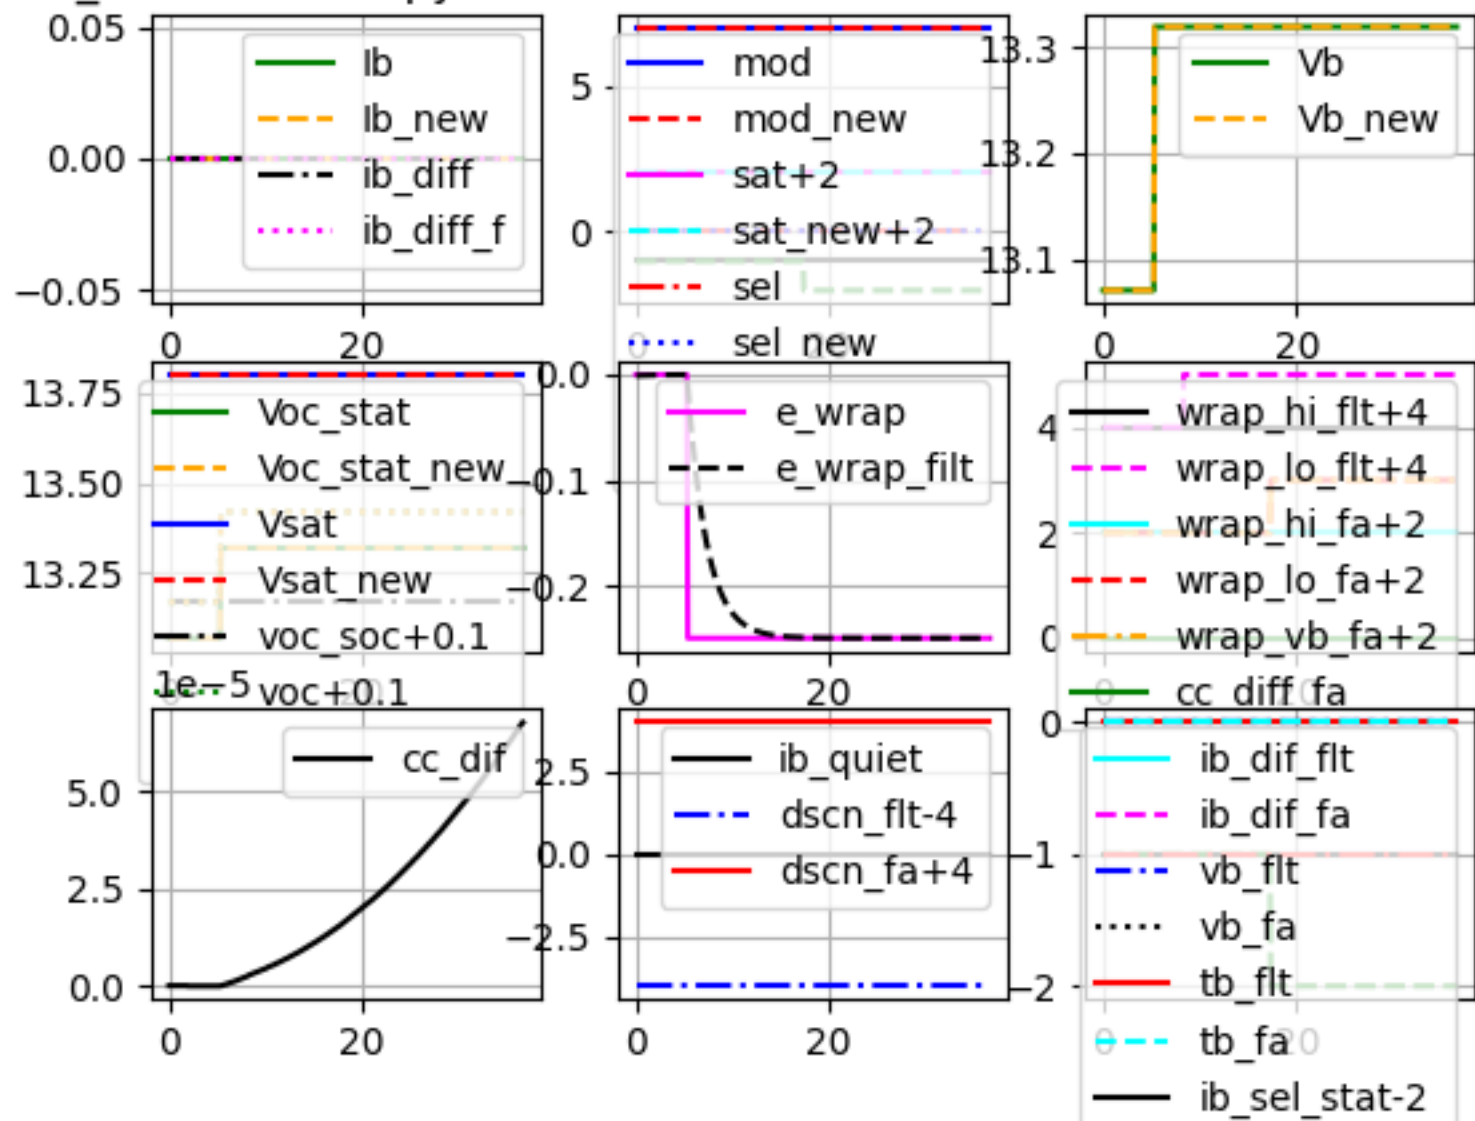 0.05
0.00
−0.05
Ib
Ib_new
ib_diff
ib_diff_f
0
20
5
0
mod
mod_new
sat+2
sat_new+2
sel
sel_new
0
13.3
13.2
13.1
Vb
Vb_new
0
20
13.75
13.50
13.25
Voc_stat
Voc_stat_new
Vsat
Vsat_new
voc_soc+0.1
voc+0.1
0.0
−0.1
−0.2
e_wrap
e_wrap_filt
0
20
4
2
0
wrap_hi_flt+4
wrap_lo_flt+4
wrap_hi_fa+2
wrap_lo_fa+2
wrap_vb_fa+2
cc_diff_fa
0
1e−5
5.0
2.5
0.0
cc_dif
0
20
2.5
0.0
−2.5
ib_quiet
dscn_flt-4
dscn_fa+4
0
20
0
−1
−2
ib_dif_flt
ib_dif_fa
vb_flt
vb_fa
tb_flt
tb_fa
ib_sel_stat-2
0
20